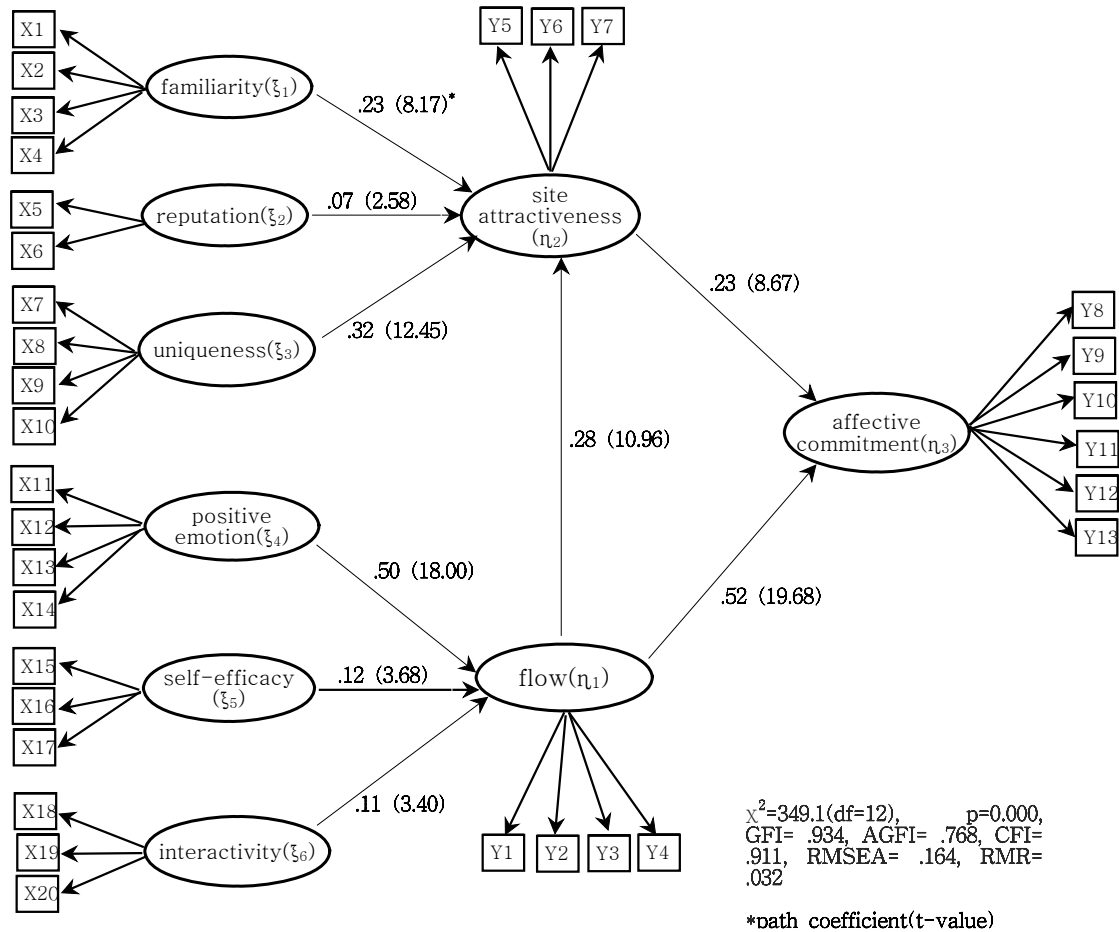 X1
X2
X3
X4
familiarity(ξ1)
.23 (8.17)*
Y5 Y6 Y7
X5
X6
reputation(ξ2)
.07 (2.58)
site
attractiveness
(η2)
X7
X8
X9
X10
uniqueness(ξ3)
.32 (12.45)
.23 (8.67)
.28 (10.96)
affective
commitment(η3)
Y8
Y9
Y10
Y11
Y12
Y13
X11
X12
X13
X14
positive
emotion(ξ4)
.50 (18.00)
.52 (19.68)
X15
X16
X17
self-efficacy
(ξ5)
.12 (3.68)
flow(η1)
X18
X19
X20
interactivity(ξ6)
.11 (3.40)
Y1 Y2 Y3 Y4
χ²=349.1(df=12), p=0.000,
GFI= .934, AGFI= .768, CFI=
.911, RMSEA= .164, RMR=
.032
*path coefficient(t-value)